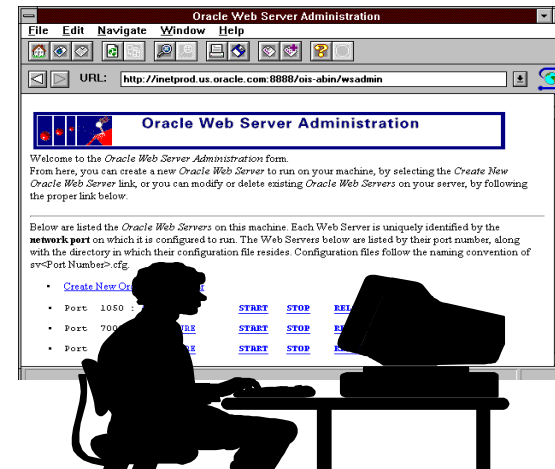 Oracle Web Server Administration
File Edit Navigate Window Help
URL: http://inetprod.us.oracle.com:8888/ois-abin/wsadmin
Oracle Web Server Administration
Welcome to the Oracle Web Server Administration form.
From here, you can create a new Oracle Web Server to run on your machine, by selecting the Create New
Oracle Web Server link, or you can modify or delete existing Oracle Web Servers on your server, by following
the proper link below.
Below are listed the Oracle Web Servers on this machine. Each Web Server is uniquely identified by the
network port on which it is configured to run. The Web Servers below are listed by their port number, along
with the directory in which their configuration file resides. Configuration files follow the naming convention of
sv<Port Number>.cfg.
Create New
Port 1050 : START STOP
Port START STOP
Port START STOP